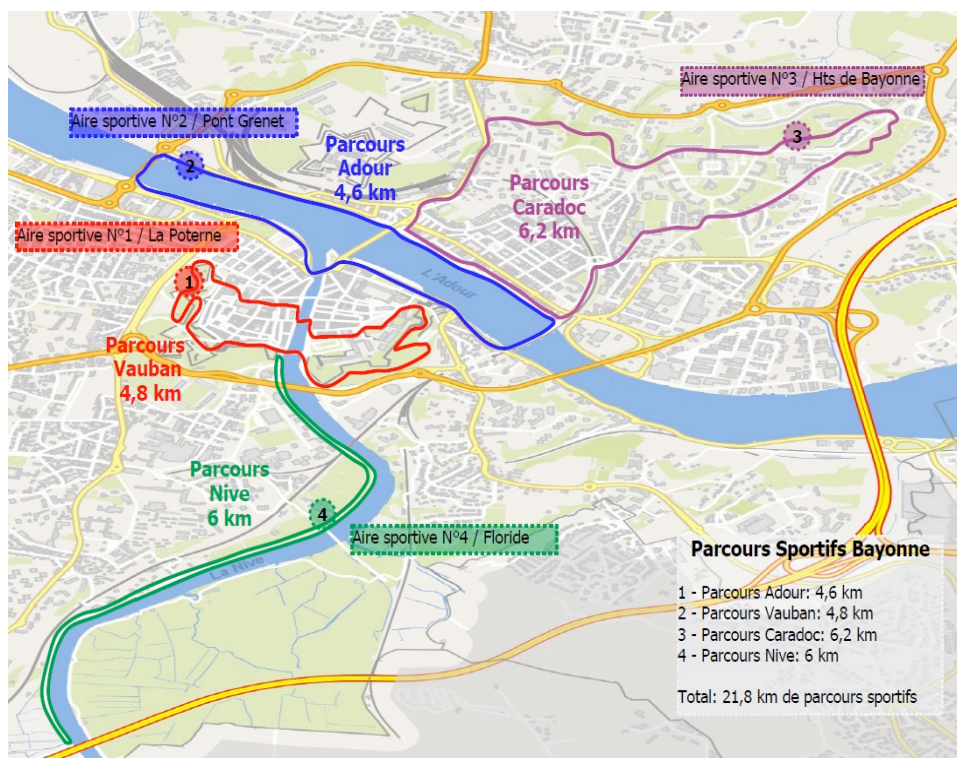 Aire sportive N°3 / Hts de Bayonne
Aire sportive N°2 / Pont Grenet
3
Parcours
Adour
4,6 km
2
Parcours
Caradoc
6,2 km
Aire sportive N°1 / La Poterne
L'Adour
1
Parcours
Vauban
4,8 km
Parcours
Nive
6 km
4
Aire sportive N°4 / Floride
La Nive
Parcours Sportifs Bayonne
1 - Parcours Adour: 4,6 km
2 - Parcours Vauban: 4,8 km
3 - Parcours Caradoc: 6,2 km
4 - Parcours Nive: 6 km
Total: 21,8 km de parcours sportifs